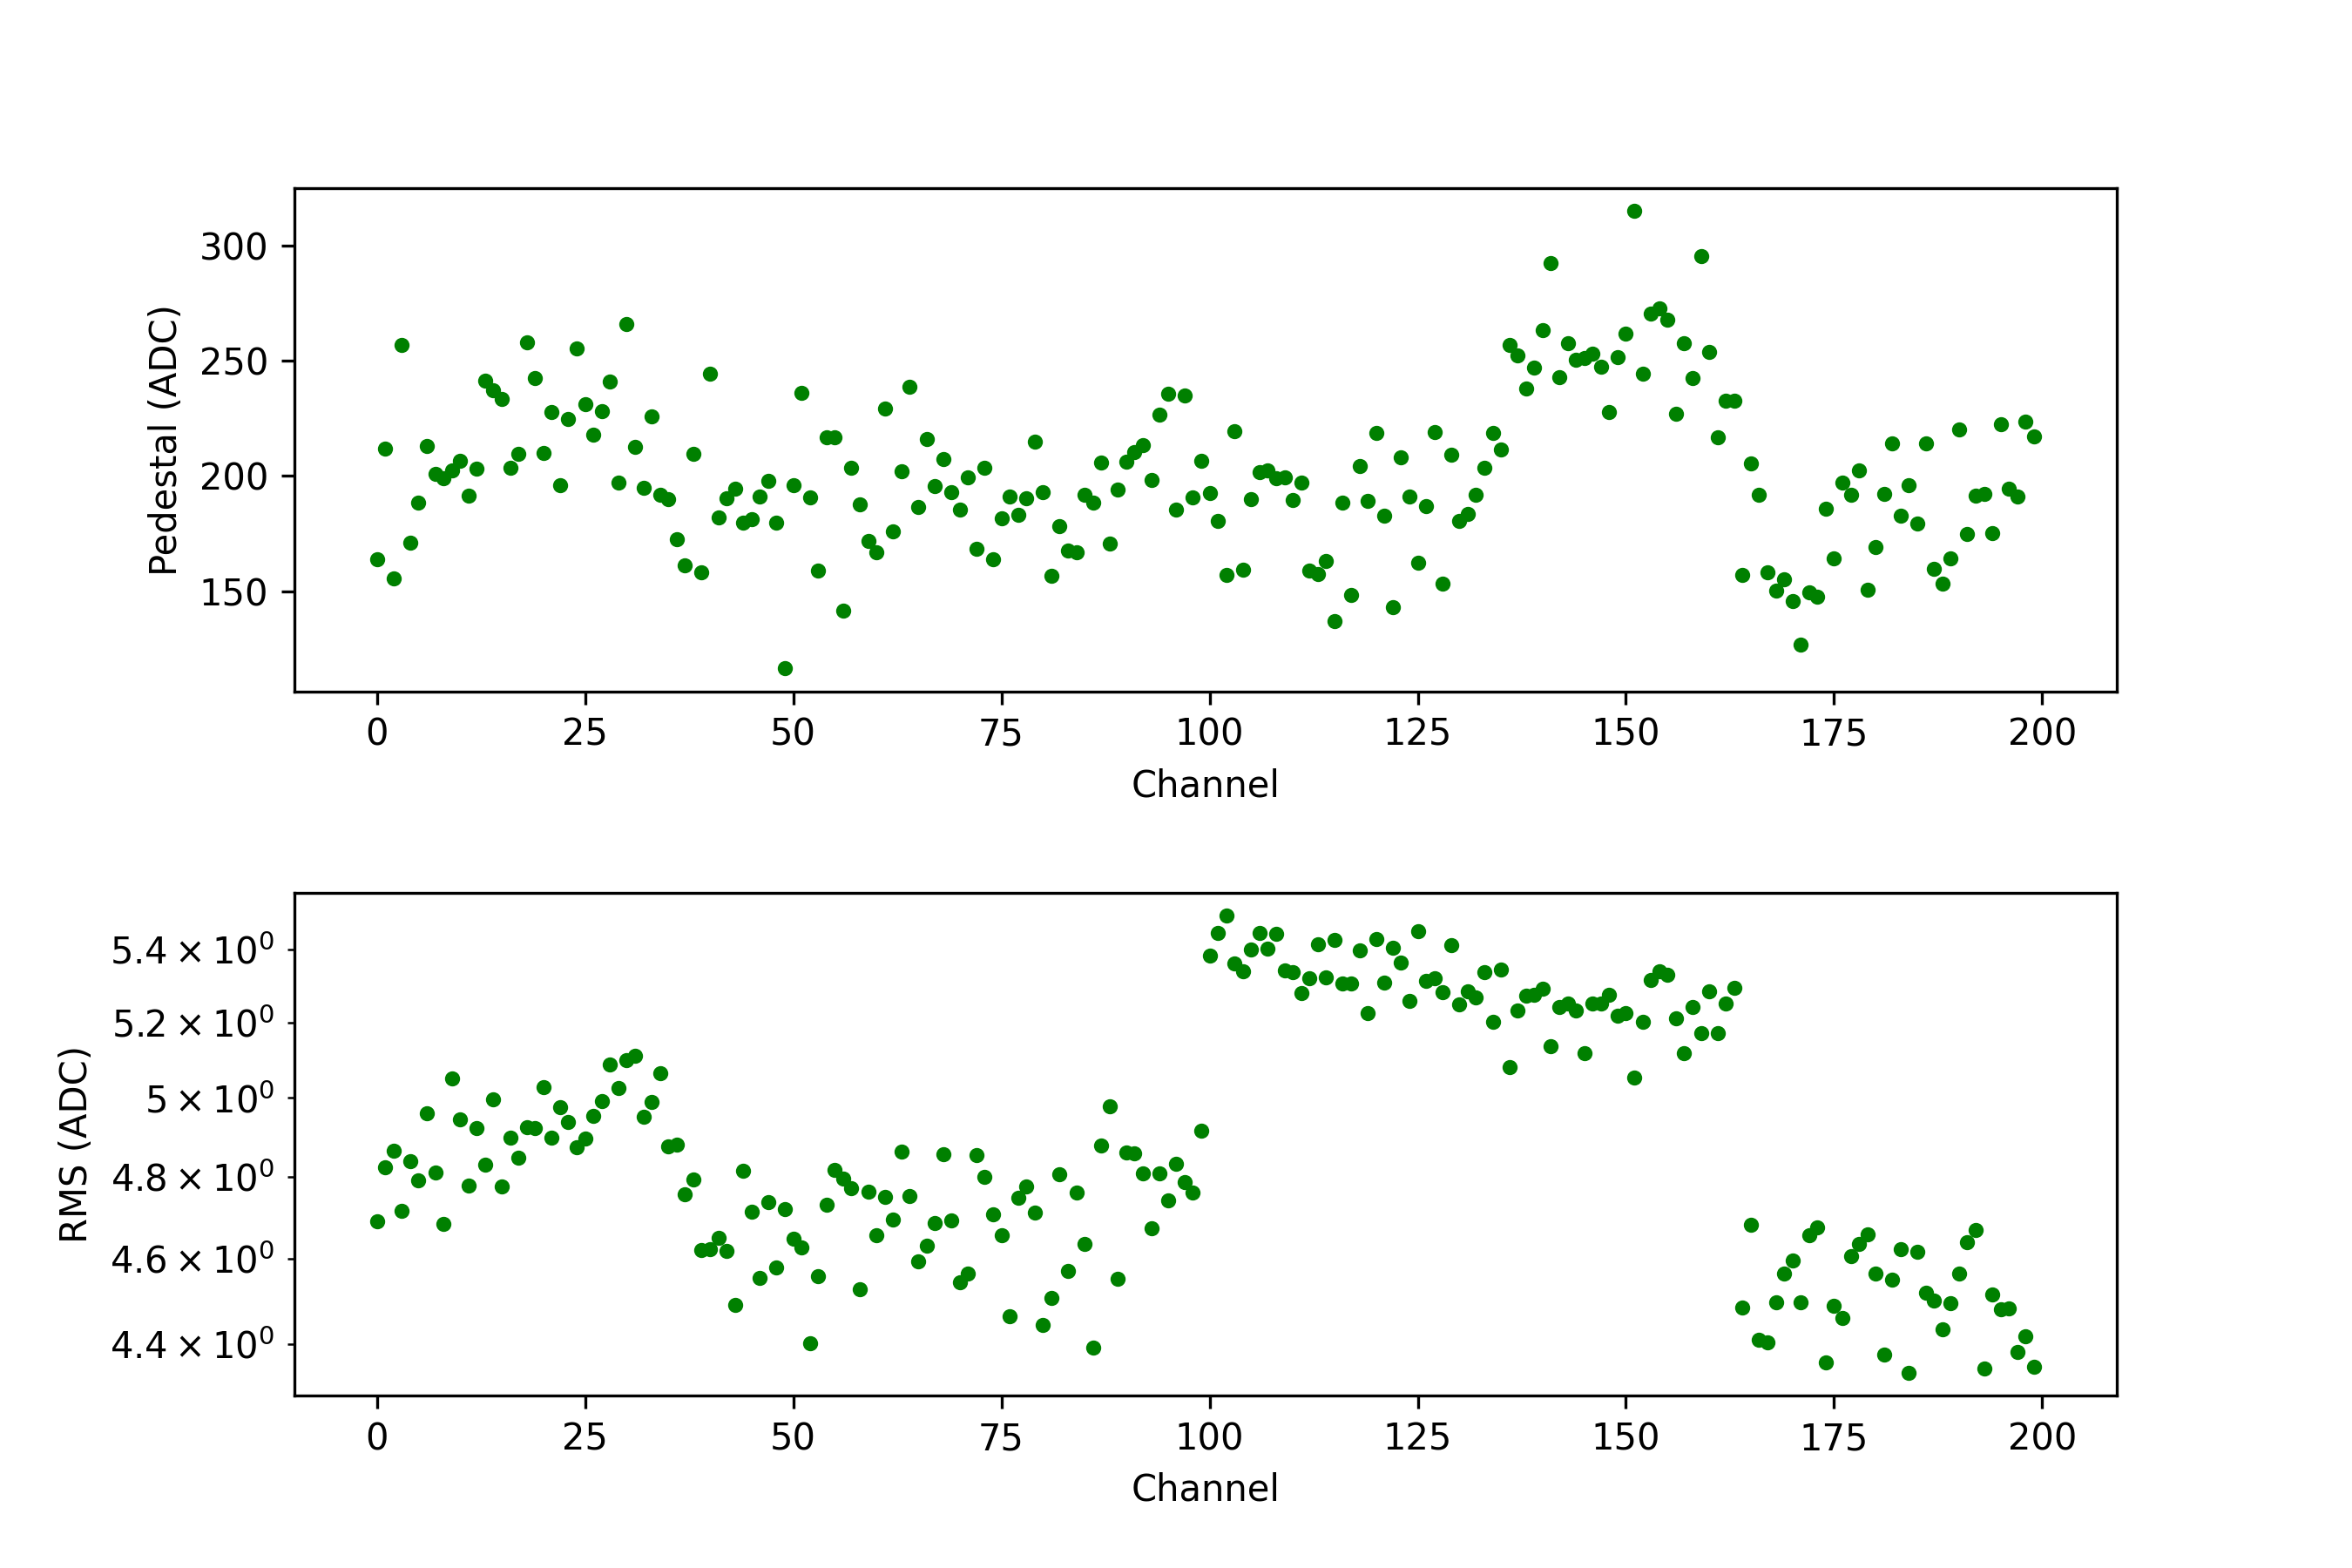 300
250
200
150
Pedestal (ADC)
0 25 50 75 100 125 150 175 200
Channel
5.4 × 10⁰
5.2 × 10⁰
5 × 10⁰
4.8 × 10⁰
4.6 × 10⁰
4.4 × 10⁰
RMS (ADC)
0 25 50 75 100 125 150 175 200
Channel